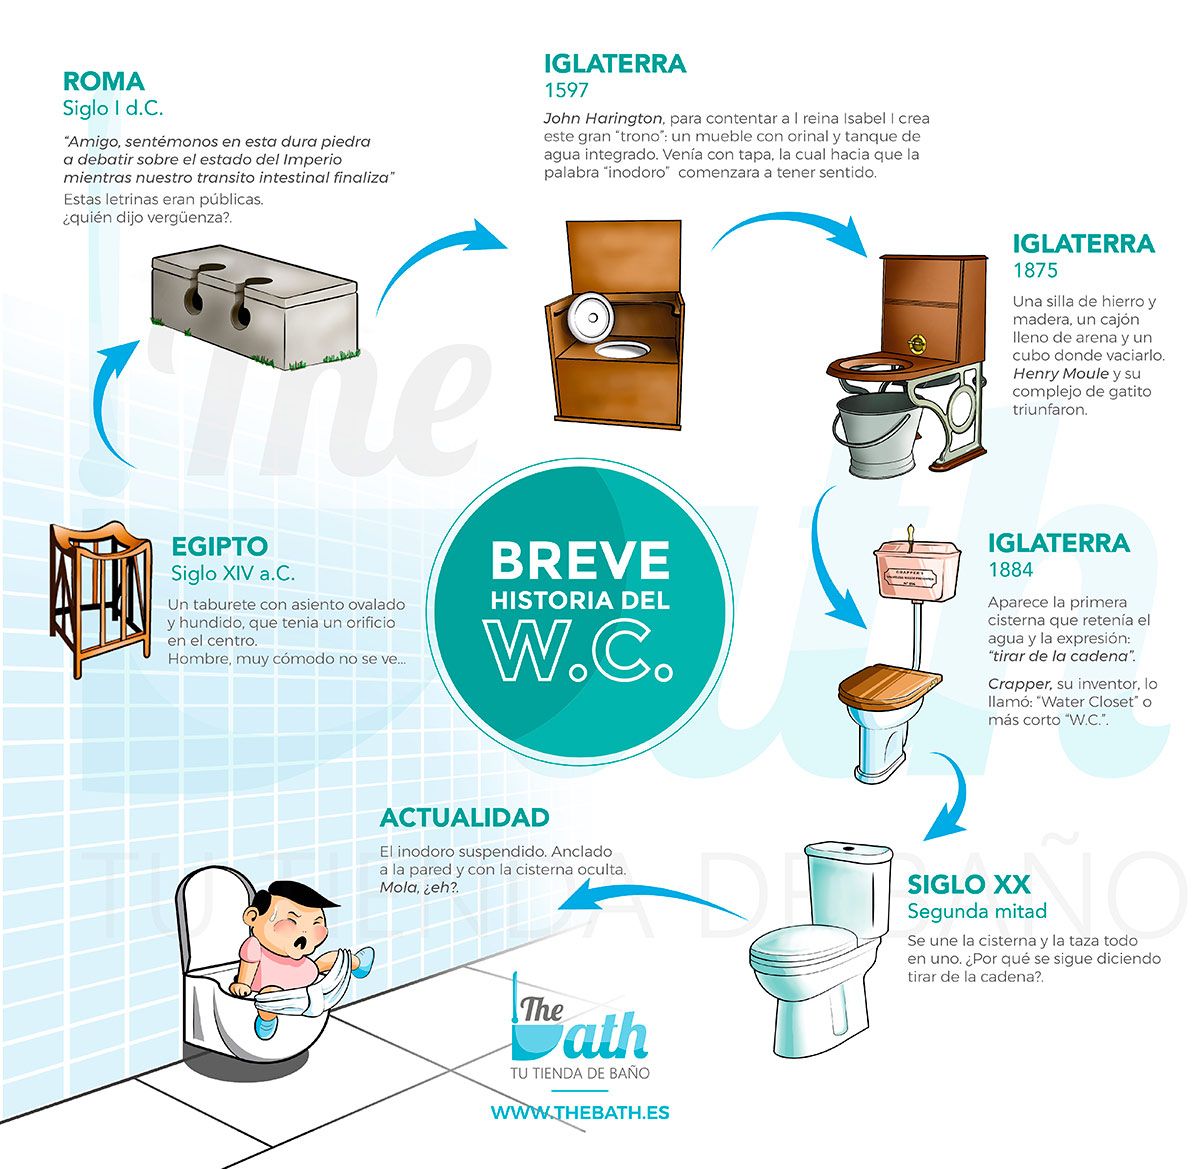 ROMA
Siglo I d.C.
“Amigo, sentémonos en esta dura piedra
a debatir sobre el estado del Imperio
mientras nuestro transito intestinal finaliza”
Estas letrinas eran públicas.
¿quién dijo vergüenza?.
IGLATERRA
1597
John Harington, para contentar a l reina Isabel I crea
este gran “trono”: un mueble con orinal y tanque de
agua integrado. Venía con tapa, la cual hacia que la
palabra “inodoro” comenzara a tener sentido.
IGLATERRA
1875
Una silla de hierro y
madera, un cajón
lleno de arena y un
cubo donde vaciarlo.
Henry Moule y su
complejo de gatito
triunfaron.
EGIPTO
Siglo XIV a.C.
Un taburete con asiento ovalado
y hundido, que tenia un orificio
en el centro.
Hombre, muy cómodo no se ve...
BREVE
HISTORIA DEL
W.C.
CRAPPER'S
IGLATERRA
1884
Aparece la primera
cisterna que retenía el
agua y la expresión:
“tirar de la cadena”.
Crapper, su inventor, lo
llamó: “Water Closet” o
más corto “W.C.”.
ACTUALIDAD
El inodoro suspendido. Anclado
a la pared y con la cisterna oculta.
Mola, ¿eh?.
SIGLO XX
Segunda mitad
Se une la cisterna y la taza todo
en uno. ¿Por qué se sigue diciendo
tirar de la cadena?.
The
Bath
TU TIENDA DE BAÑO
WWW.THEBATH.ES
The
Bath
TU TIENDA DE BAÑO